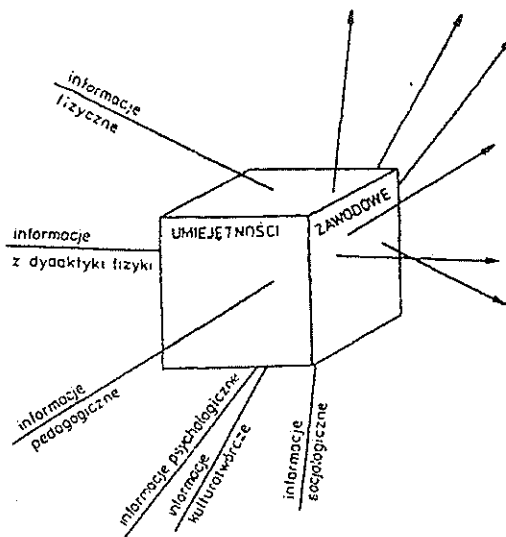 informacje
fizyczne
UMIEJĘTNOŚCI
ZAWODOWE
informacje
z dydaktyki fizyki
informacje
pedagogiczne
informacje psychologiczne
informacje
kulturotwórcze
informacje
socjologiczne